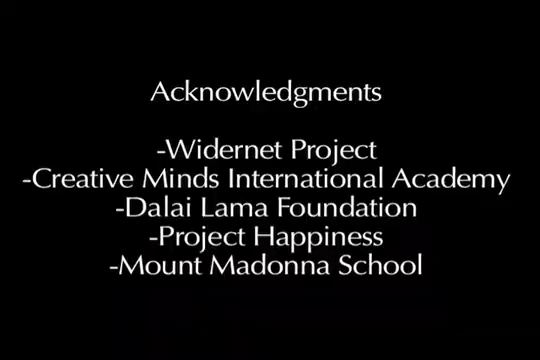 Acknowledgments
-Widernet Project
-Creative Minds International Academy
-Dalai Lama Foundation
-Project Happiness
-Mount Madonna School